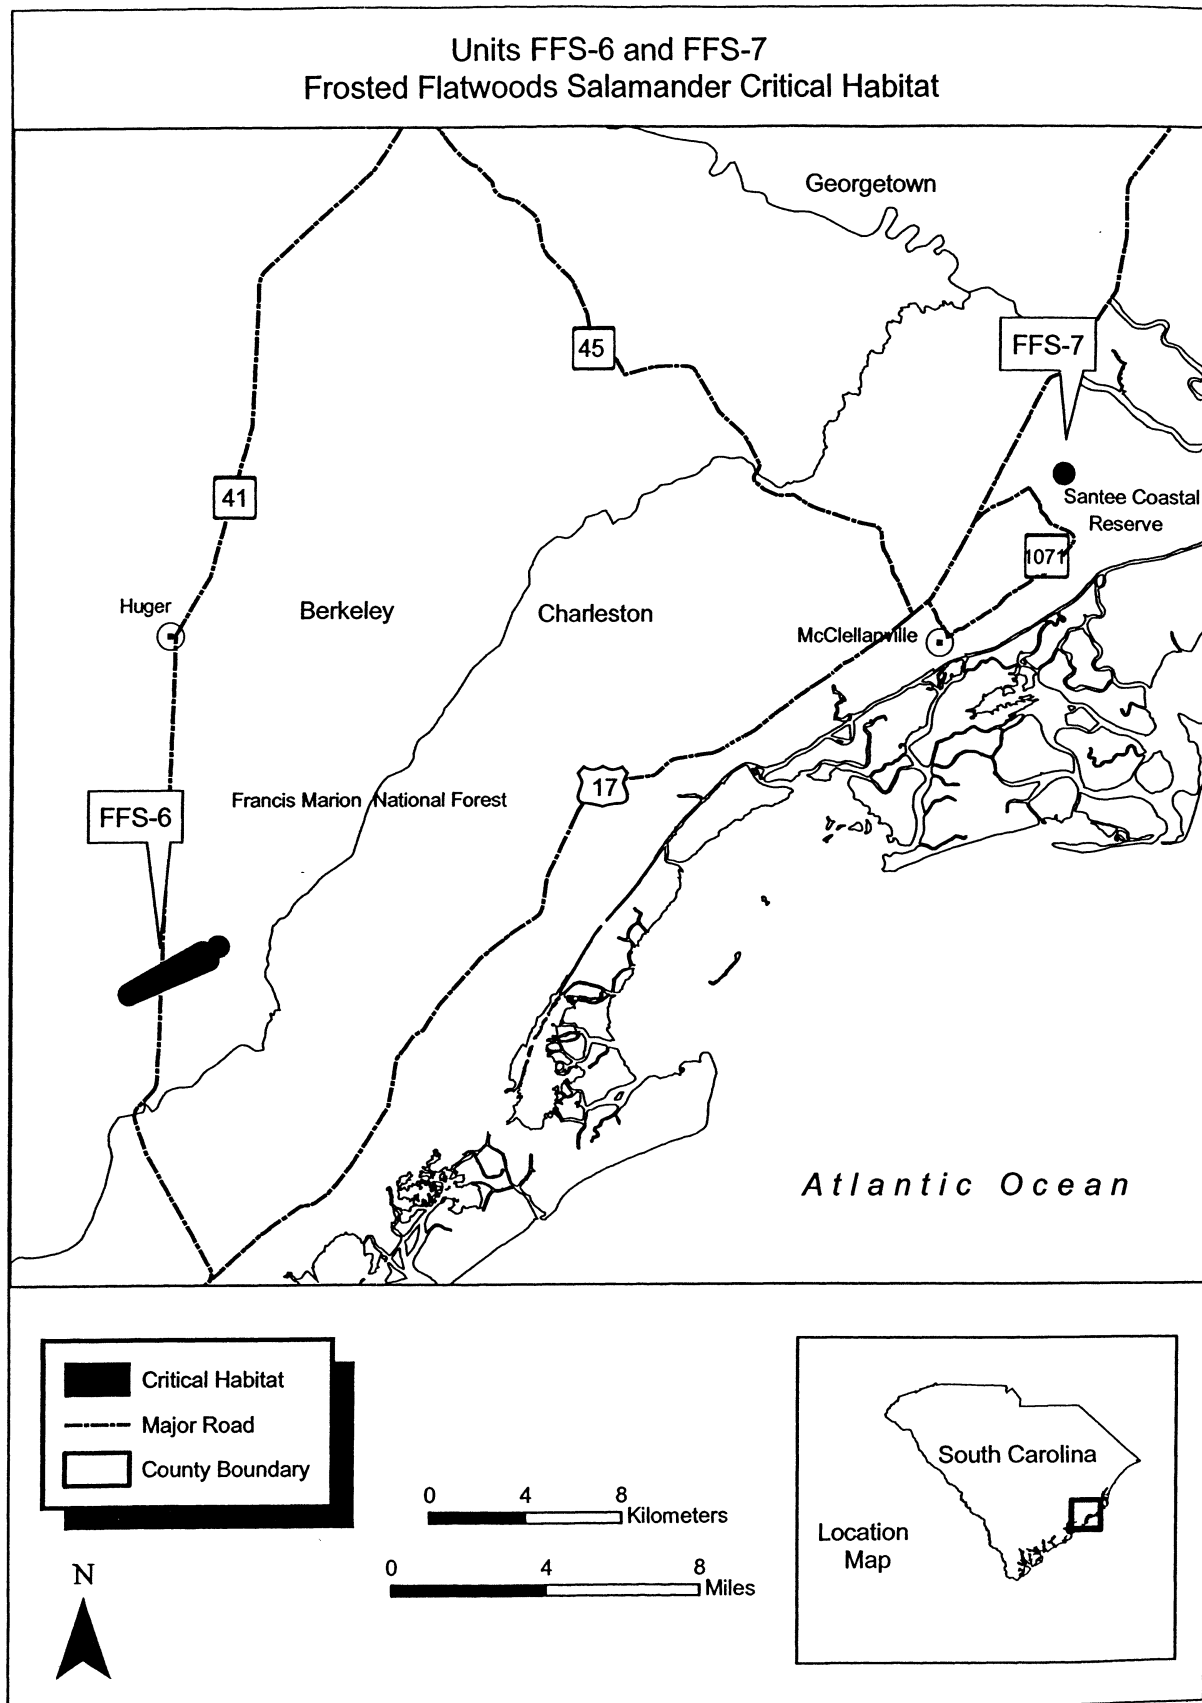 Units FFS-6 and FFS-7
Frosted Flatwoods Salamander Critical Habitat
Georgetown
45
FFS-7
41
Santee Coastal
Reserve
1071
Huger
Berkeley
Charleston
McClellanville
17
Francis Marion National Forest
FFS-6
Atlantic Ocean
Critical Habitat
Major Road
County Boundary
0 4 8
Kilometers
0 4 8
Miles
N
South Carolina
Location
Map